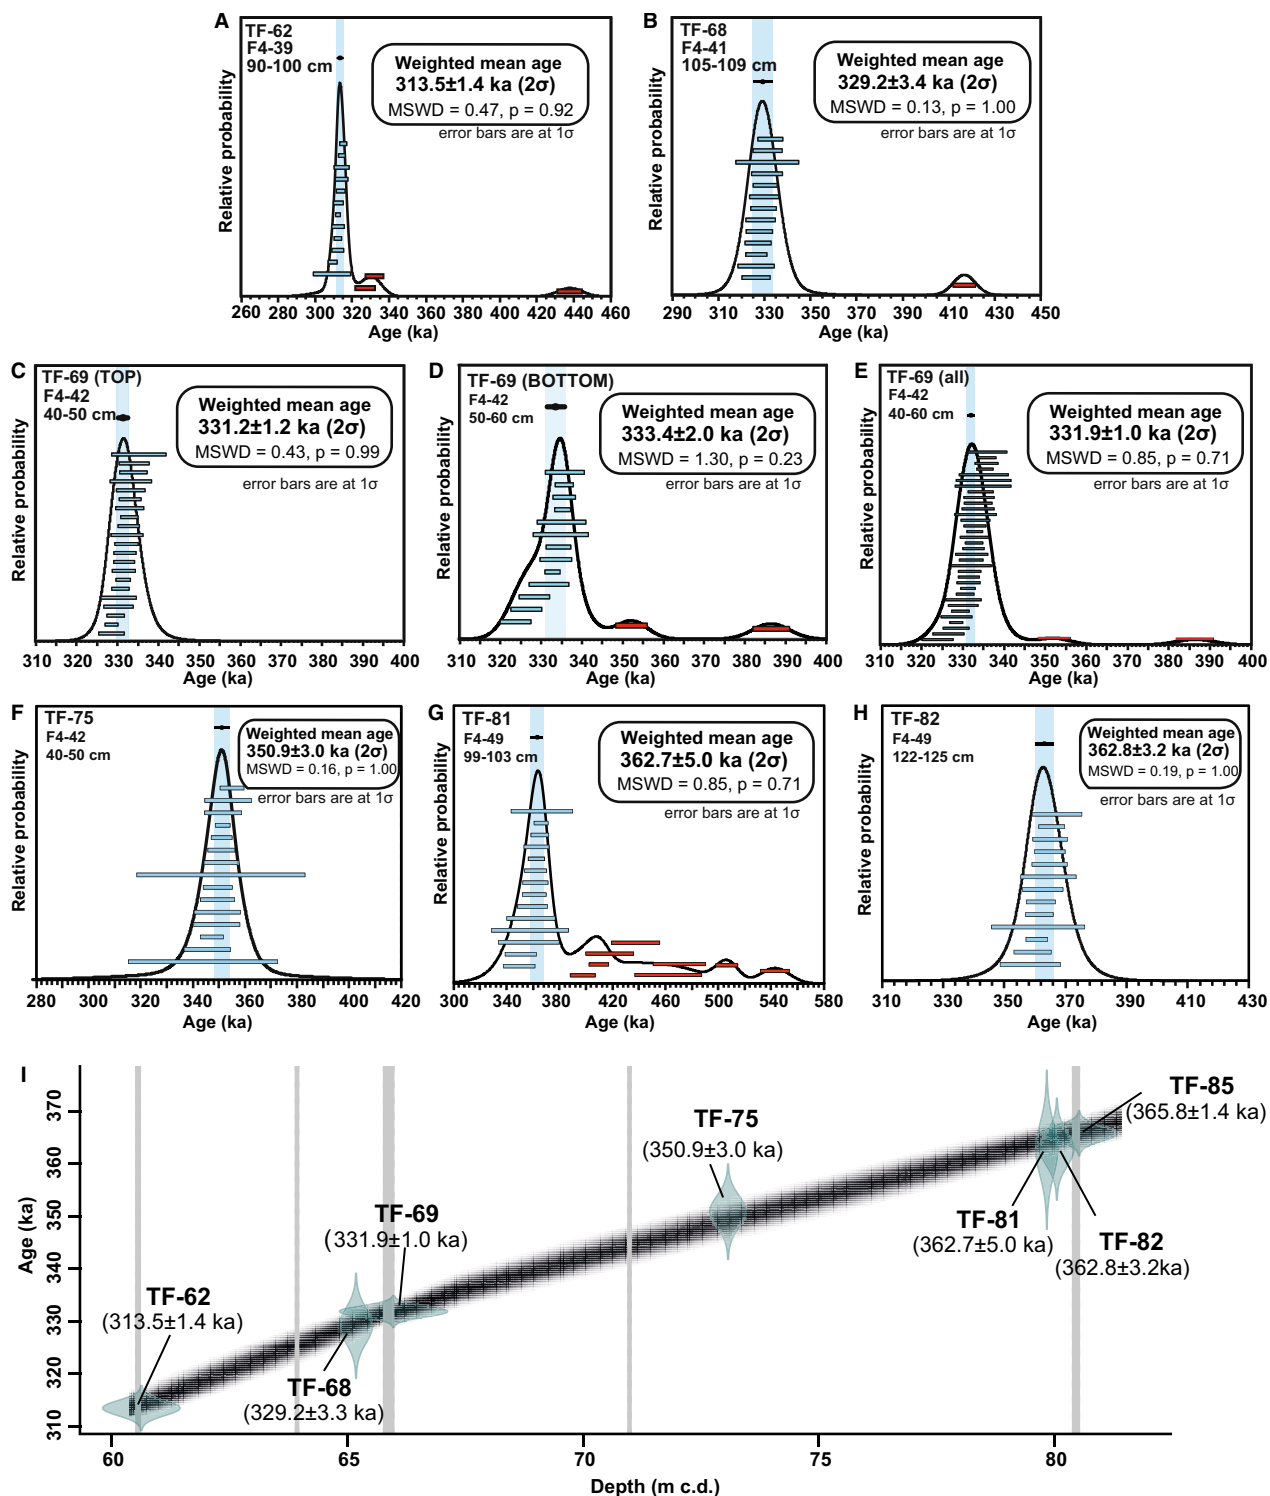 A
TF-62
F4-39
90-100 cm
Weighted mean age
313.5±1.4 ka (2σ)
MSWD = 0.47, p = 0.92
error bars are at 1σ
Relative probability
260 280 300 320 340 360 380 400 420 440 460
Age (ka)
B
TF-68
F4-41
105-109 cm
Weighted mean age
329.2±3.4 ka (2σ)
MSWD = 0.13, p = 1.00
error bars are at 1σ
Relative probability
290 310 330 350 370 390 410 430 450
Age (ka)
C
TF-69 (TOP)
F4-42
40-50 cm
Weighted mean age
331.2±1.2 ka (2σ)
MSWD = 0.43, p = 0.99
error bars are at 1σ
Relative probability
310 320 330 340 350 360 370 380 390 400
Age (ka)
D
TF-69 (BOTTOM)
F4-42
50-60 cm
Weighted mean age
333.4±2.0 ka (2σ)
MSWD = 1.30, p = 0.23
error bars are at 1σ
Relative probability
310 320 330 340 350 360 370 380 390 400
Age (ka)
E
TF-69 (all)
F4-42
40-60 cm
Weighted mean age
331.9±1.0 ka (2σ)
MSWD = 0.85, p = 0.71
error bars are at 1σ
Relative probability
310 320 330 340 350 360 370 380 390 400
Age (ka)
F
TF-75
F4-42
40-50 cm
Weighted mean age
350.9±3.0 ka (2σ)
MSWD = 0.16, p = 1.00
error bars are at 1σ
Relative probability
280 300 320 340 360 380 400 420
Age (ka)
G
TF-81
F4-49
99-103 cm
Weighted mean age
362.7±5.0 ka (2σ)
MSWD = 0.85, p = 0.71
error bars are at 1σ
Relative probability
300 340 380 420 460 500 540 580
Age (ka)
H
TF-82
F4-49
122-125 cm
Weighted mean age
362.8±3.2 ka (2σ)
MSWD = 0.19, p = 1.00
error bars are at 1σ
Relative probability
310 330 350 370 390 410 430
Age (ka)
I
TF-85
(365.8±1.4 ka)
TF-75
(350.9±3.0 ka)
TF-69
(331.9±1.0 ka)
TF-81
(362.7±5.0 ka)
TF-82
(362.8±3.2ka)
TF-62
(313.5±1.4 ka)
TF-68
(329.2±3.3 ka)
Age (ka)
370
360
350
340
330
320
310
60 65 70 75 80
Depth (m c.d.)